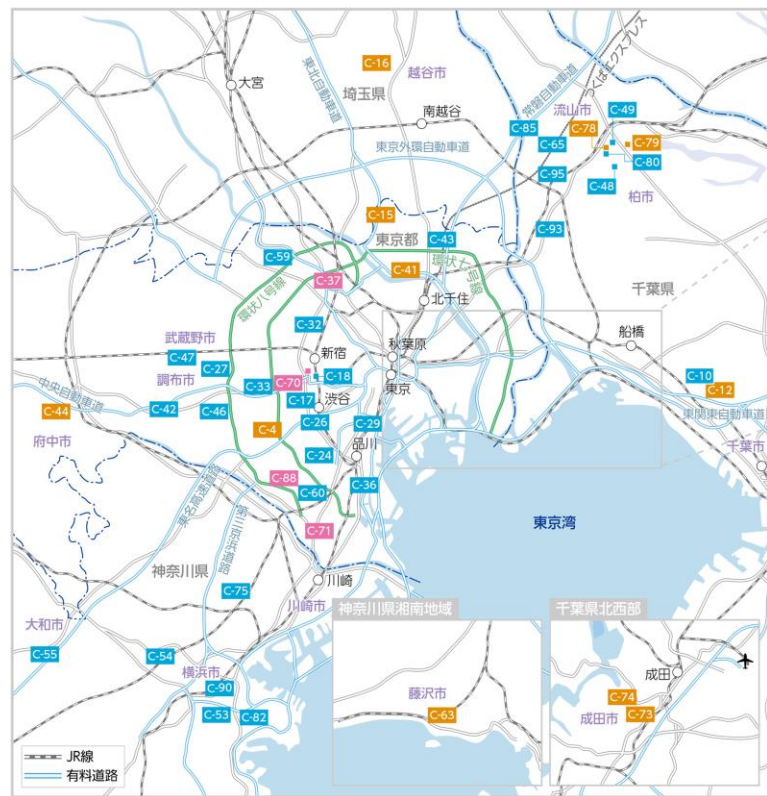 C-16
越谷市
東北自動車道
埼玉県
大宮
南越谷
常磐自動車道
つくばエクスプレス
流山市
C-49
C-85
C-78
C-65
C-79
C-80
東京外環自動車道
C-95
C-48
柏市
C-15
東京都
C-43
C-93
C-59
C-41
環状七号線
C-37
環状八号線
北千住
千葉県
C-32
武蔵野市
船橋
C-47
新宿
秋葉原
C-27
C-70
C-18
東京
C-10
調布市
C-33
C-12
中央自動車道
C-17
渋谷
C-44
C-42
C-46
C-26
C-29
東関東自動車道
C-4
府中市
品川
千葉市
C-24
C-88
C-60
C-36
東名高速道路
第三京浜道路
C-71
東京湾
神奈川県
川崎
C-75
川崎市
神奈川県湘南地域
千葉県北西部
大和市
C-55
C-54
横浜市
成田
藤沢市
C-90
C-74
C-53
C-82
C-63
成田市
C-73
JR線
有料道路